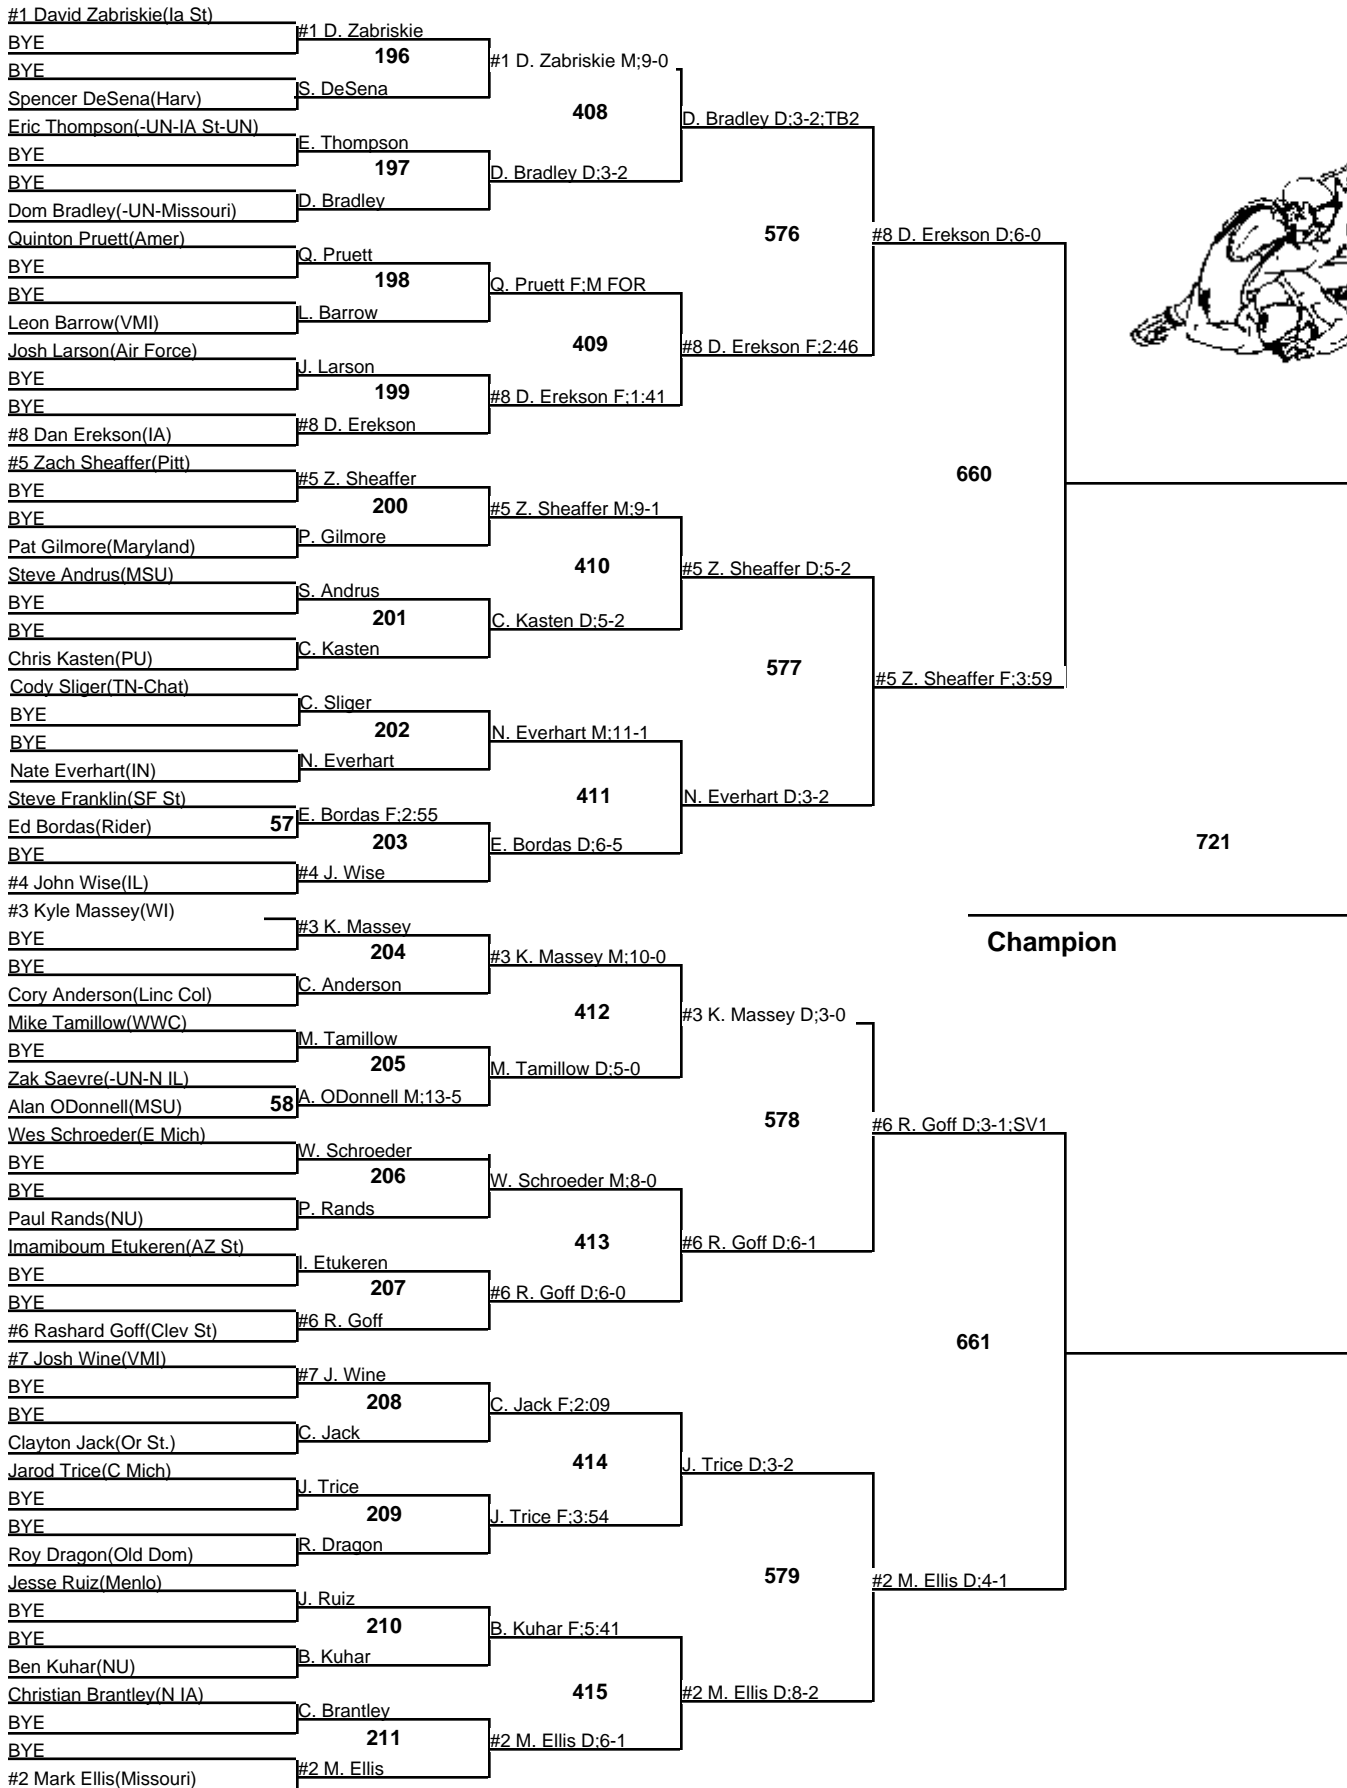 #1 David Zabriskie(Ia St)
#1 D. Zabriskie
BYE
196
#1 D. Zabriskie M;9-0
BYE
S. DeSena
Spencer DeSena(Harv)
408
D. Bradley D;3-2;TB2
Eric Thompson(-UN-IA St-UN)
E. Thompson
BYE
197
D. Bradley D;3-2
BYE
D. Bradley
Dom Bradley(-UN-Missouri)
576
#8 D. Erekson D;6-0
Quinton Pruett(Amer)
Q. Pruett
BYE
198
Q. Pruett F;M FOR
BYE
L. Barrow
Leon Barrow(VMI)
409
#8 D. Erekson F;2:46
Josh Larson(Air Force)
J. Larson
BYE
199
#8 D. Erekson F;1:41
BYE
#8 D. Erekson
#8 Dan Erekson(IA)
660
#5 Zach Sheaffer(Pitt)
#5 Z. Sheaffer
BYE
200
#5 Z. Sheaffer M;9-1
BYE
P. Gilmore
Pat Gilmore(Maryland)
410
#5 Z. Sheaffer D;5-2
Steve Andrus(MSU)
S. Andrus
BYE
201
C. Kasten D;5-2
BYE
C. Kasten
Chris Kasten(PU)
577
#5 Z. Sheaffer F;3:59
Cody Sliger(TN-Chat)
C. Sliger
BYE
202
N. Everhart M;11-1
BYE
N. Everhart
Nate Everhart(IN)
411
N. Everhart D;3-2
Steve Franklin(SF St)
E. Bordas F;2:55
Ed Bordas(Rider)
57
203
E. Bordas D;6-5
BYE
#4 J. Wise
#4 John Wise(IL)
721
Champion
#3 Kyle Massey(WI)
#3 K. Massey
BYE
204
#3 K. Massey M;10-0
BYE
C. Anderson
Cory Anderson(Linc Col)
412
#3 K. Massey D;3-0
Mike Tamillow(WWC)
M. Tamillow
BYE
205
M. Tamillow D;5-0
Zak Saevre(-UN-N IL)
A. ODonnell M;13-5
Alan ODonnell(MSU)
58
578
#6 R. Goff D;3-1;SV1
Wes Schroeder(E Mich)
W. Schroeder
BYE
206
W. Schroeder M;8-0
BYE
P. Rands
Paul Rands(NU)
413
#6 R. Goff D;6-1
Imamiboum Etukeren(AZ St)
I. Etukeren
BYE
207
#6 R. Goff D;6-0
BYE
#6 R. Goff
#6 Rashard Goff(Clev St)
661
#7 Josh Wine(VMI)
#7 J. Wine
BYE
208
C. Jack F;2:09
BYE
C. Jack
Clayton Jack(Or St.)
414
J. Trice D;3-2
Jarod Trice(C Mich)
J. Trice
BYE
209
J. Trice F;3:54
BYE
R. Dragon
Roy Dragon(Old Dom)
579
#2 M. Ellis D;4-1
Jesse Ruiz(Menlo)
J. Ruiz
BYE
210
B. Kuhar F;5:41
BYE
B. Kuhar
Ben Kuhar(NU)
415
#2 M. Ellis D;8-2
Christian Brantley(N IA)
C. Brantley
BYE
211
#2 M. Ellis D;6-1
BYE
#2 M. Ellis
#2 Mark Ellis(Missouri)